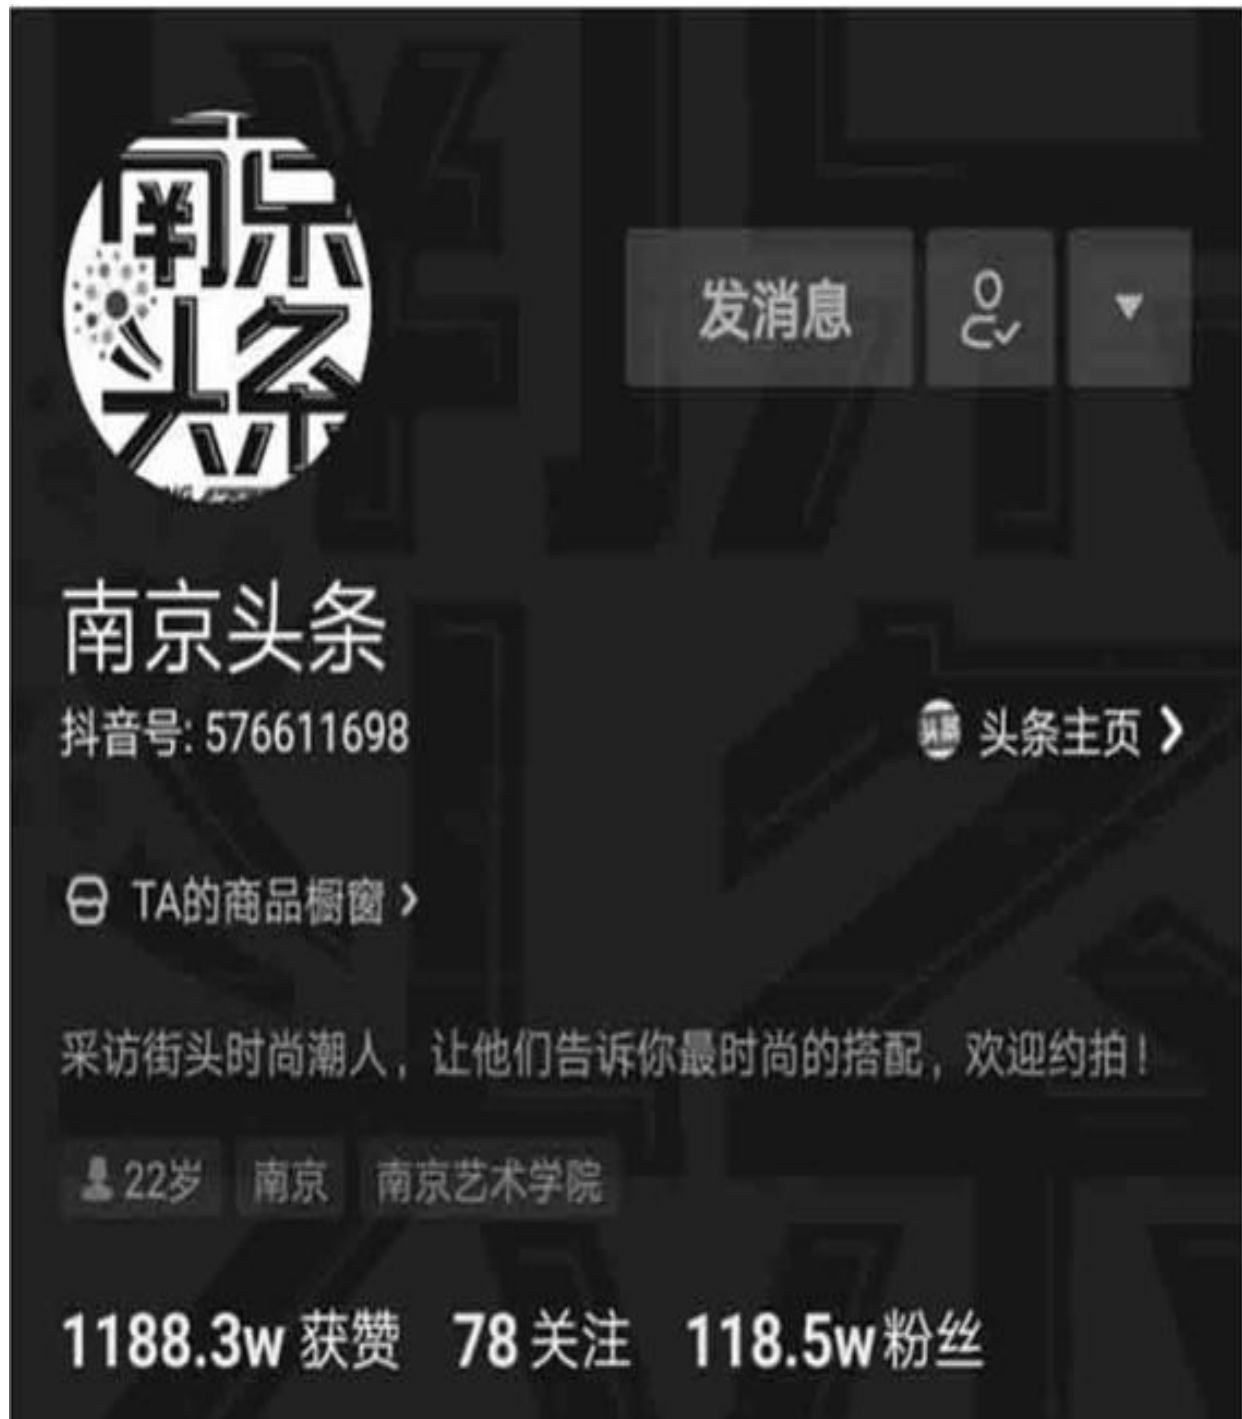 南京
头条
发消息
南京头条
抖音号: 576611698
头条主页
TA的商品橱窗
采访街头时尚潮人，让他们告诉你最时尚的搭配，欢迎约拍！
22岁 南京 南京艺术学院
1188.3w 获赞 78 关注 118.5w 粉丝